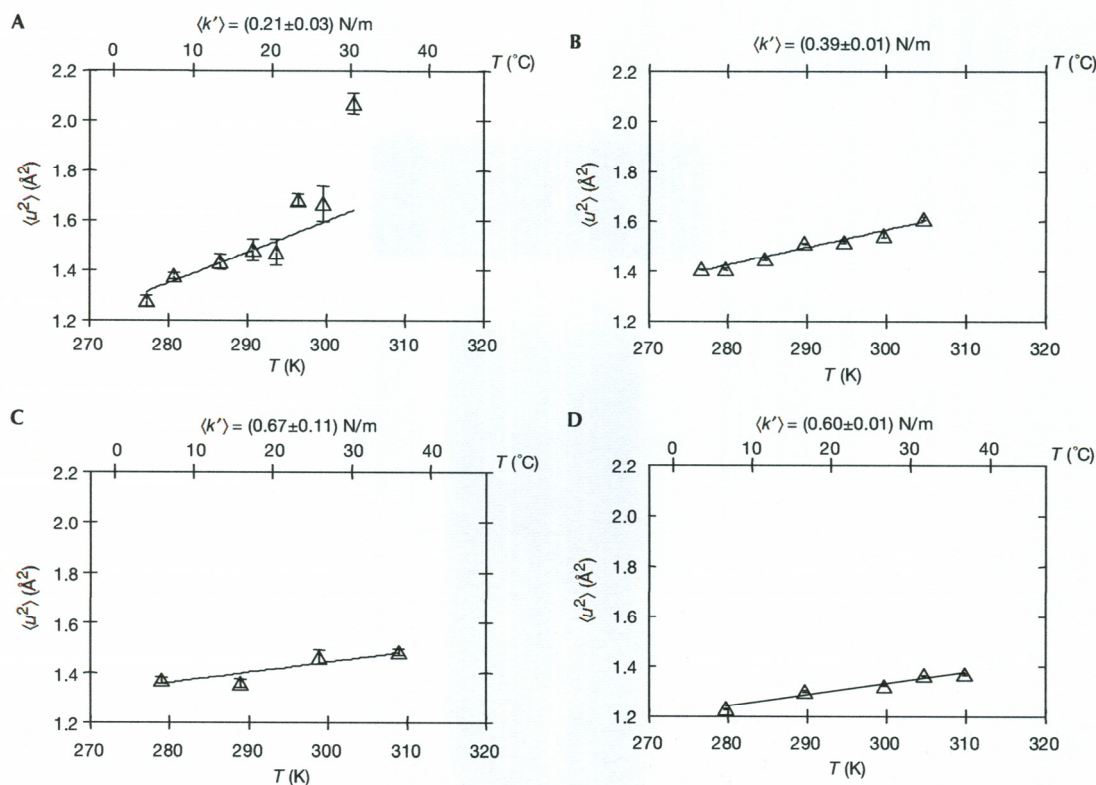 A
⟨k′⟩ = (0.21±0.03) N/m
0 10 20 30 40
T (°C)
2.2
2.0
1.8
1.6
1.4
1.2
⟨u²⟩ (Å²)
270 280 290 300 310 320
T (K)
B
⟨k′⟩ = (0.39±0.01) N/m
0 10 20 30 40
T (°C)
2.2
2.0
1.8
1.6
1.4
1.2
⟨u²⟩ (Å²)
270 280 290 300 310 320
T (K)
C
⟨k′⟩ = (0.67±0.11) N/m
0 10 20 30 40
T (°C)
2.2
2.0
1.8
1.6
1.4
1.2
⟨u²⟩ (Å²)
270 280 290 300 310 320
T (K)
D
⟨k′⟩ = (0.60±0.01) N/m
0 10 20 30 40
T (°C)
2.2
2.0
1.8
1.6
1.4
1.2
⟨u²⟩ (Å²)
270 280 290 300 310 320
T (K)